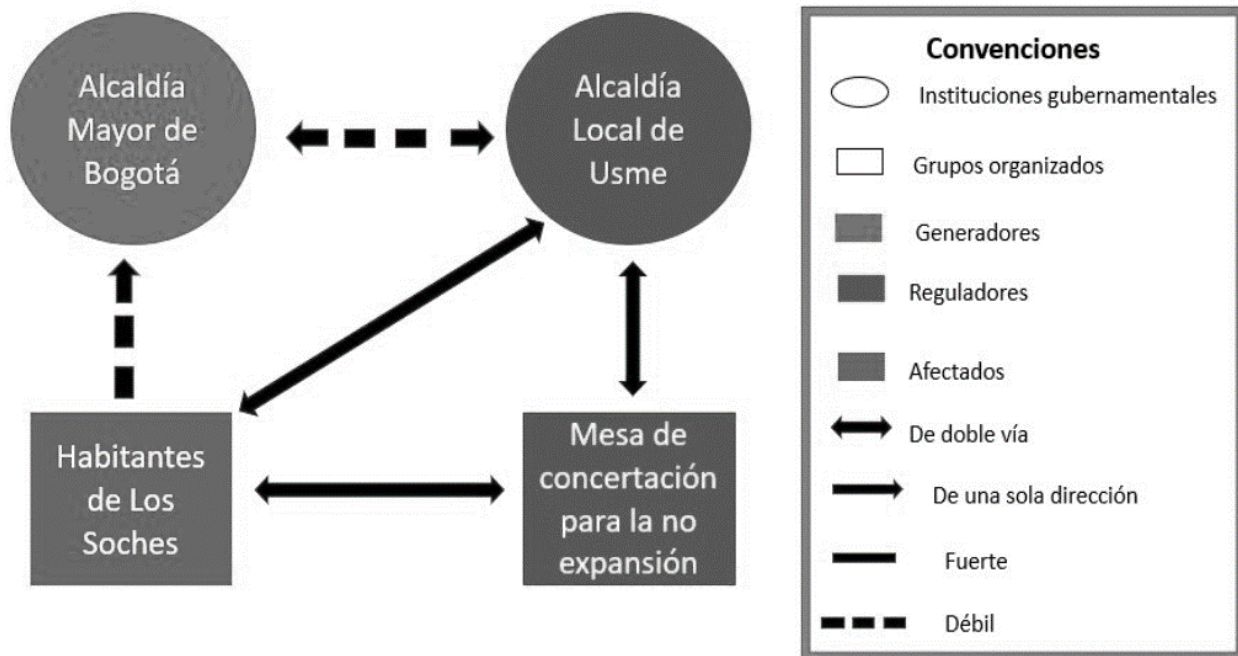 Alcaldía
Mayor de
Bogotá
Alcaldía
Local de
Usme
Habitantes
de Los
Soches
Mesa de
concertación
para la no
expansión
Convenciones
Instituciones gubernamentales
Grupos organizados
Generadores
Reguladores
Afectados
De doble vía
De una sola dirección
Fuerte
Débil